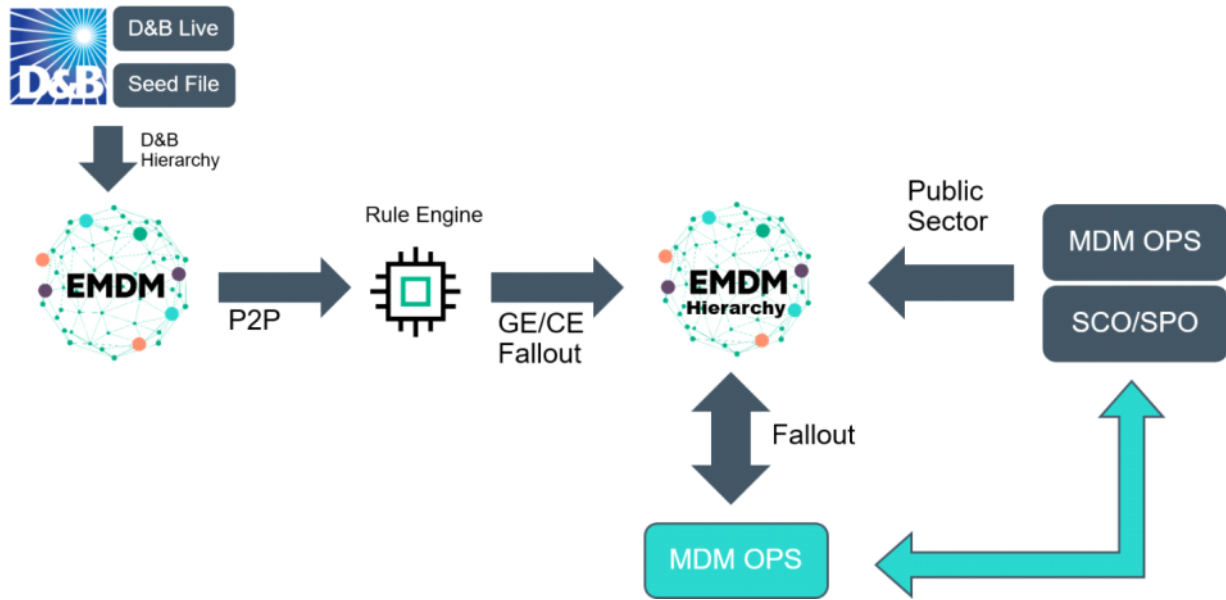 D&B
D&B Live
Seed File
D&B
Hierarchy
EMDM
P2P
Rule Engine
GE/CE
Fallout
EMDM
Hierarchy
Public
Sector
MDM OPS
SCO/SPO
Fallout
MDM OPS